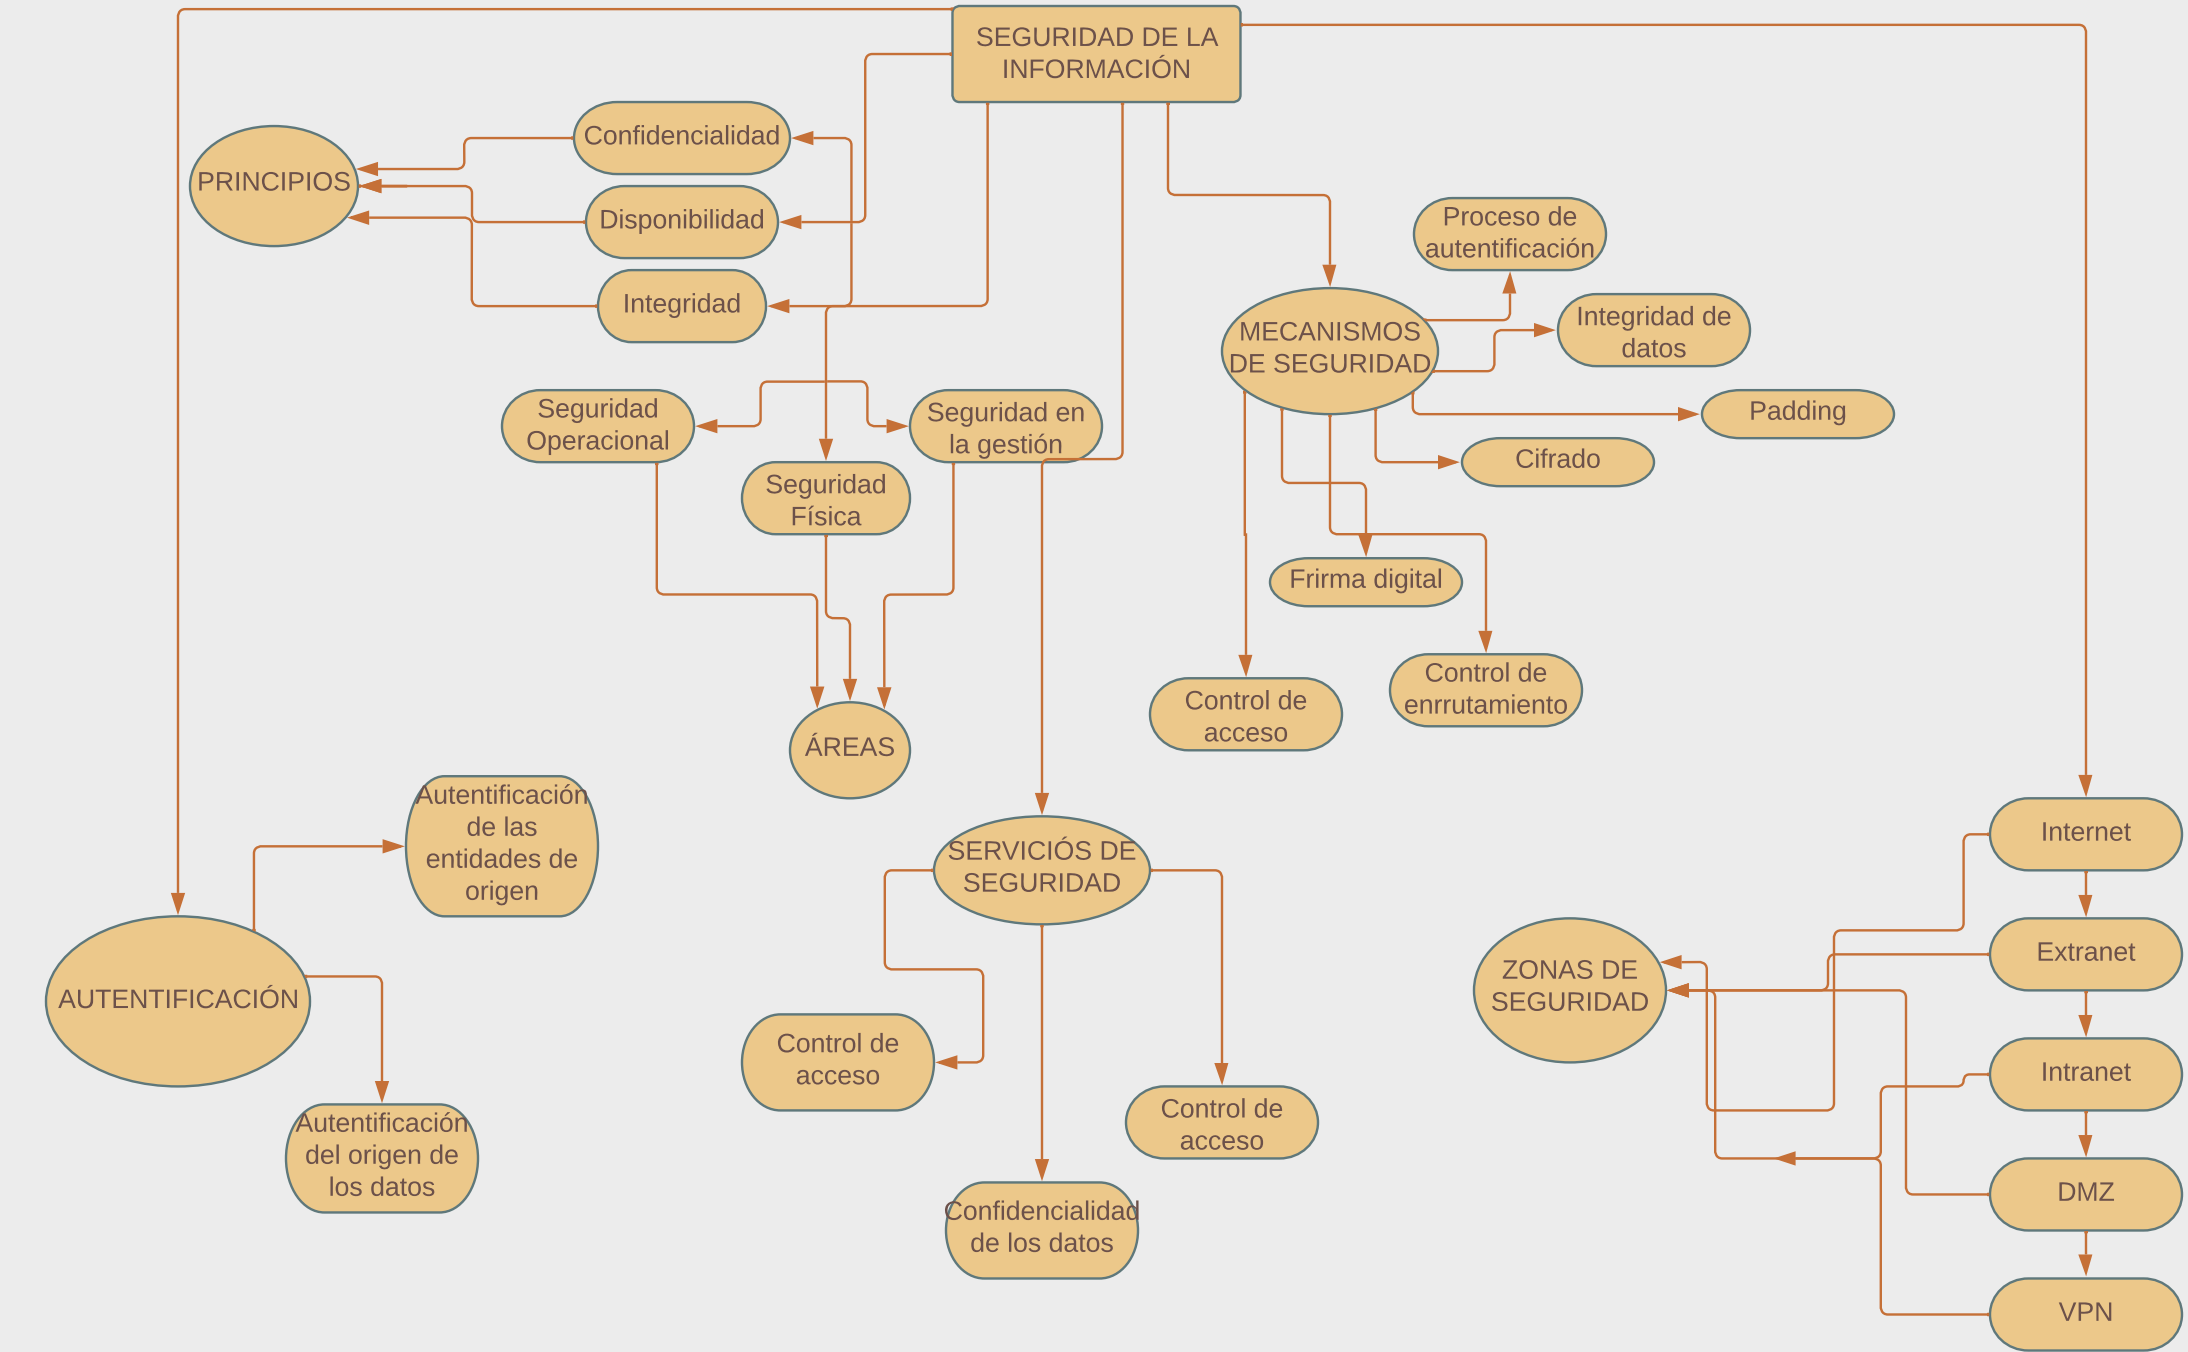 SEGURIDAD DE LA
INFORMACIÓN
Confidencialidad
PRINCIPIOS
Disponibilidad
Integridad
Proceso de
autentificación
Integridad de
datos
MECANISMOS
DE SEGURIDAD
Padding
Cifrado
Seguridad
Operacional
Seguridad en
la gestión
Seguridad
Física
Frirma digital
Control de
enrrutamiento
Control de
acceso
ÁREAS
Autentificación
de las
entidades de
origen
SERVICIÓS DE
SEGURIDAD
Internet
Extranet
ZONAS DE
SEGURIDAD
AUTENTIFICACIÓN
Control de
acceso
Intranet
Control de
acceso
Autentificación
del origen de
los datos
DMZ
Confidencialidad
de los datos
VPN